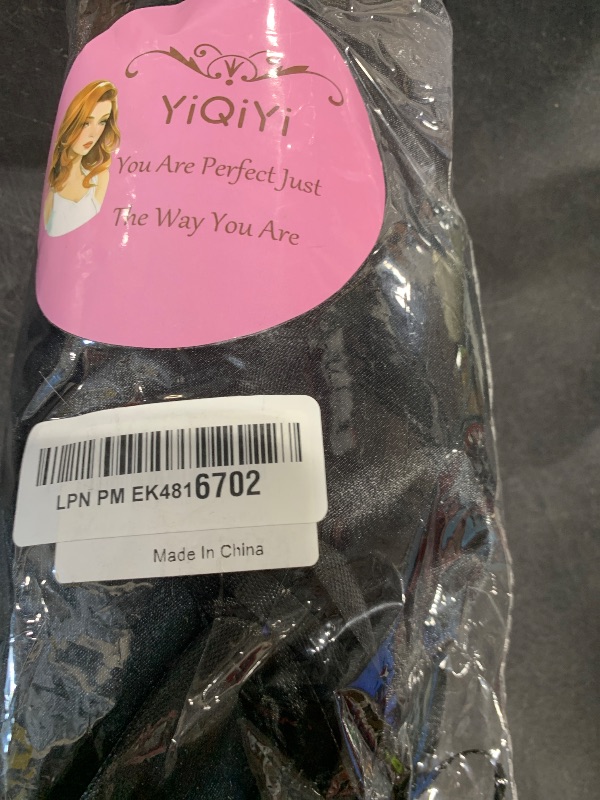 YiQiYi
You Are Perfect Just
The Way You Are
LPN PM EK4816702
Made In China